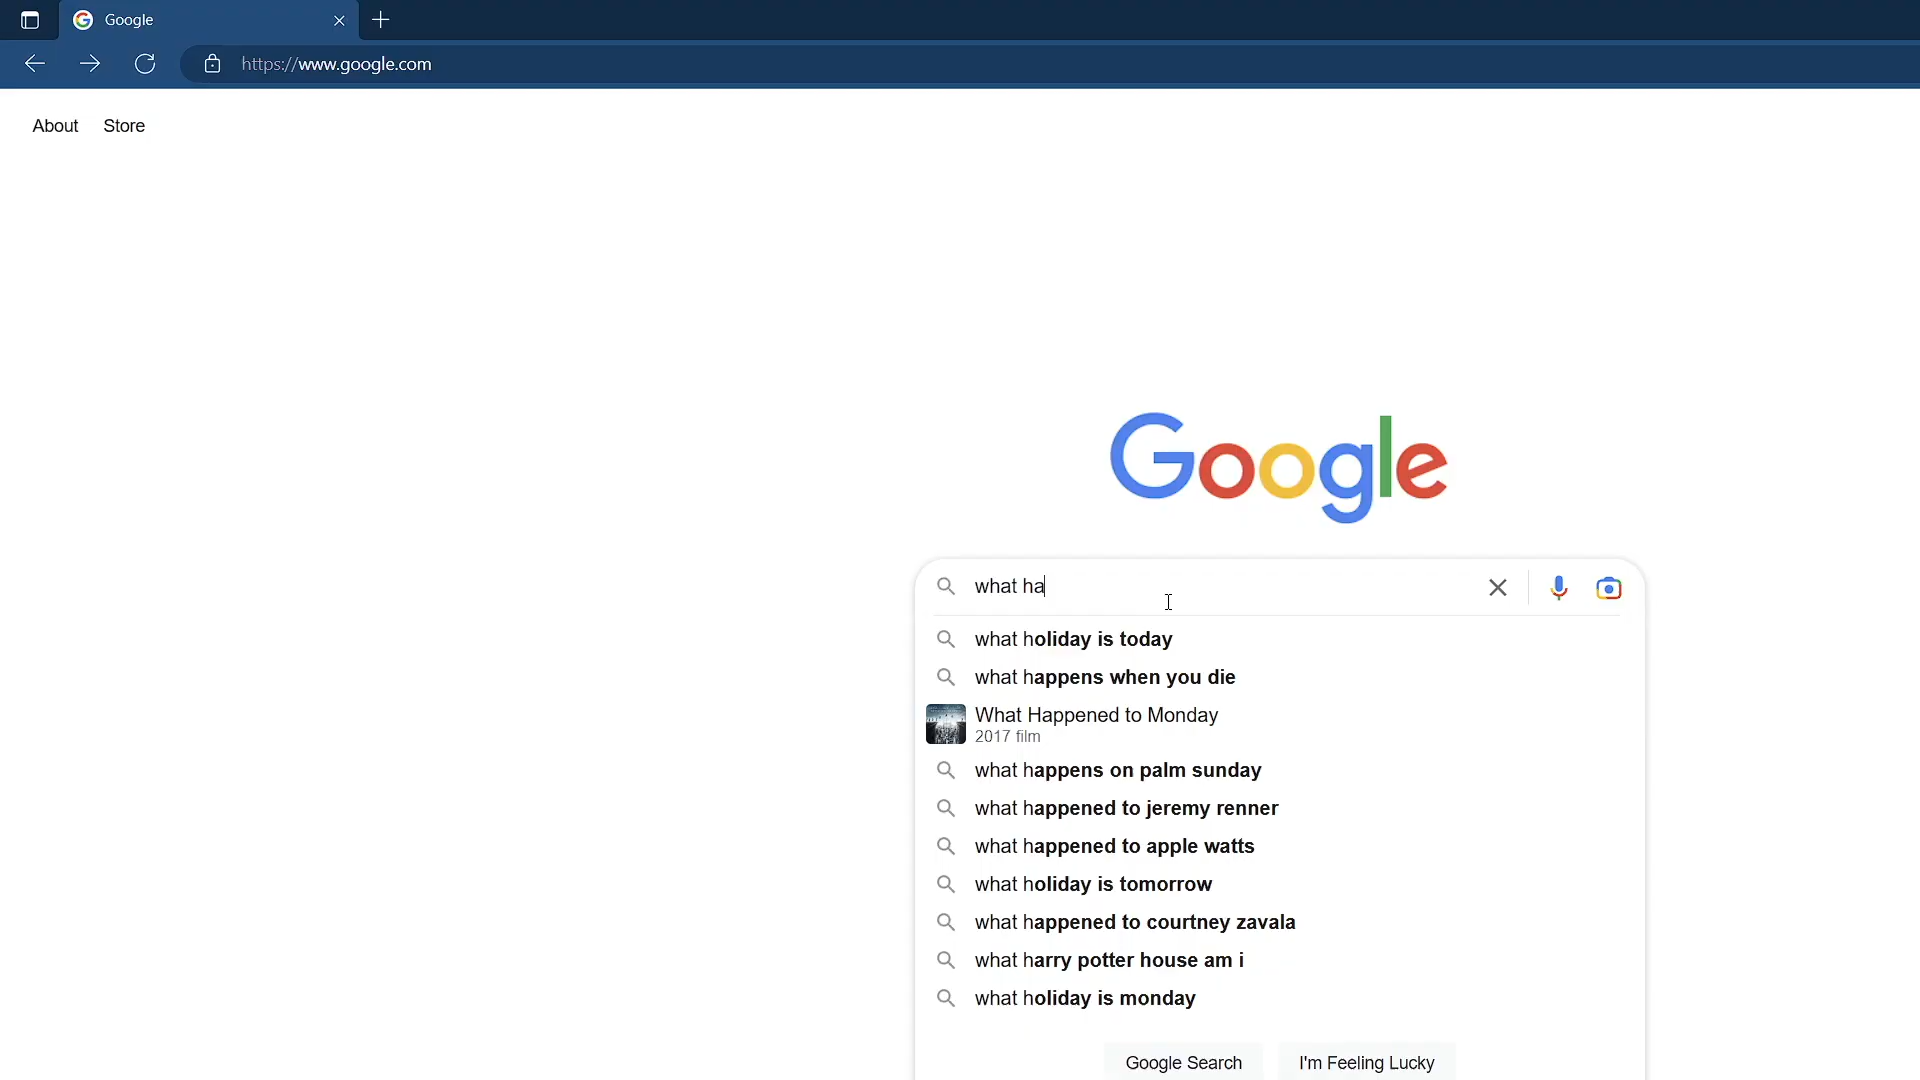 Google
https://www.google.com
About Store
Google
what ha
what holiday is today
what happens when you die
What Happened to Monday
2017 film
what happens on palm sunday
what happened to jeremy renner
what happened to apple watts
what holiday is tomorrow
what happened to courtney zavala
what harry potter house am i
what holiday is monday
Google Search I'm Feeling Lucky